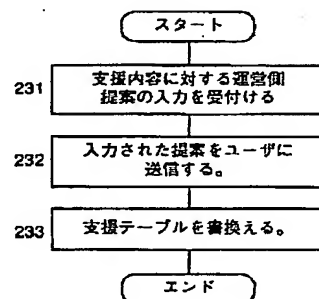 スタート
231
支援内容に対する運営側
提案の入力を受付ける
232
入力された提案をユーザに
送信する。
233
支援テーブルを書換える。
エンド